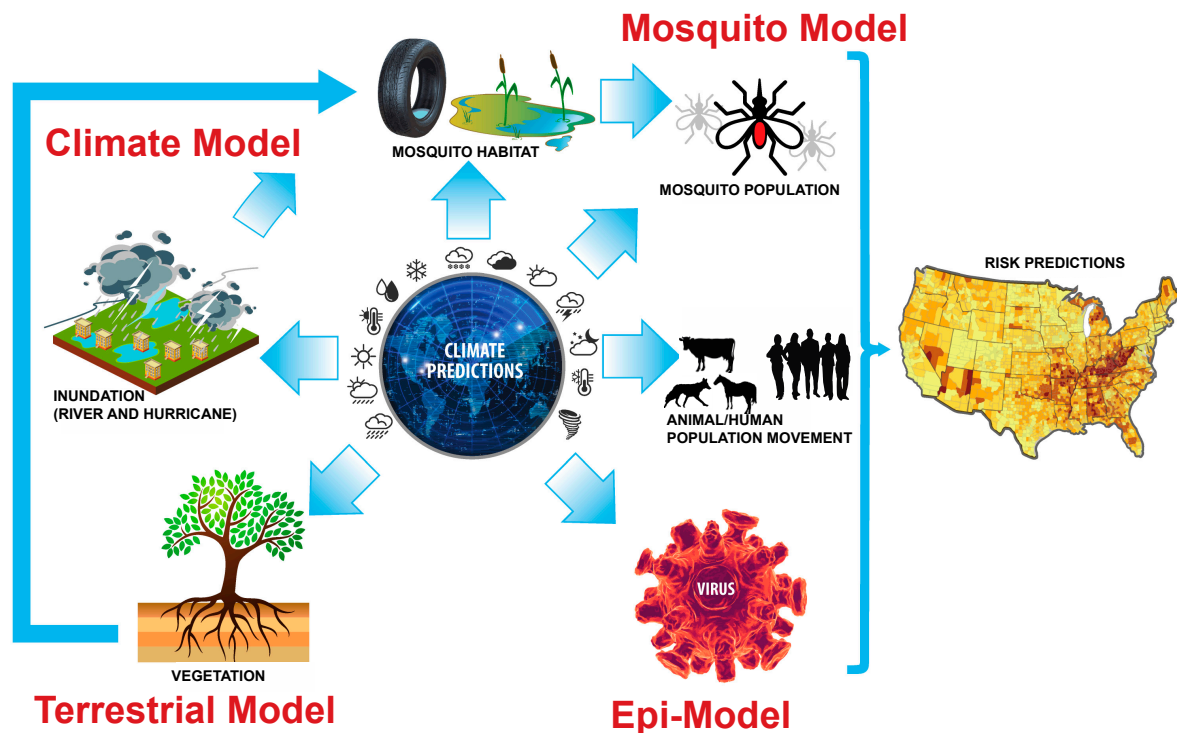 Mosquito Model
Climate Model
MOSQUITO HABITAT
MOSQUITO POPULATION
RISK PREDICTIONS
CLIMATE
PREDICTIONS
INUNDATION
(RIVER AND HURRICANE)
ANIMAL/HUMAN
POPULATION MOVEMENT
VIRUS
VEGETATION
Terrestrial Model
Epi-Model